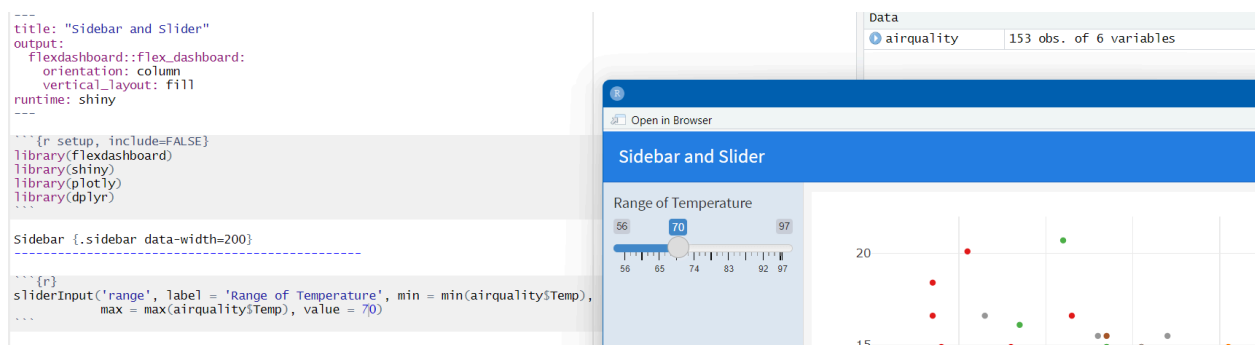 ---
title: "Sidebar and Slider"
output:
  flexdashboard::flex_dashboard:
    orientation: column
    vertical_layout: fill
runtime: shiny
---
```{r setup, include=FALSE}
library(flexdashboard)
library(shiny)
library(plotly)
library(dplyr)
```
Sidebar {.sidebar data-width=200}
------------------------------------------------
```{r}
sliderInput('range', label = 'Range of Temperature', min = min(airquality$Temp),
            max = max(airquality$Temp), value = 70)
```
Data
airquality 153 obs. of 6 variables
R
Open in Browser
Sidebar and Slider
Range of Temperature
56 70 97
56 65 74 83 92 97
20
15